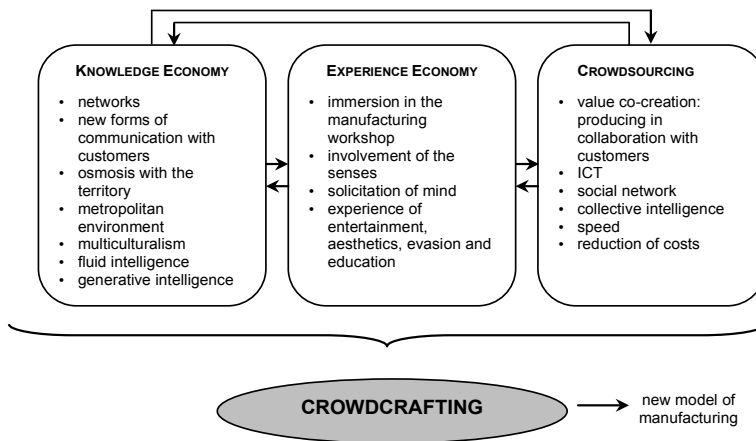 KNOWLEDGE ECONOMY
• networks
• new forms of
communication with
customers
• osmosis with the
territory
• metropolitan
environment
• multiculturalism
• fluid intelligence
• generative intelligence
EXPERIENCE ECONOMY
• immersion in the
manufacturing
workshop
• involvement of the
senses
• solicitation of mind
• experience of
entertainment,
aesthetics, evasion and
education
CROWDSOURCING
• value co-creation:
producing in
collaboration with
customers
• ICT
• social network
• collective intelligence
• speed
• reduction of costs
CROWDCRAFTING
new model of
manufacturing